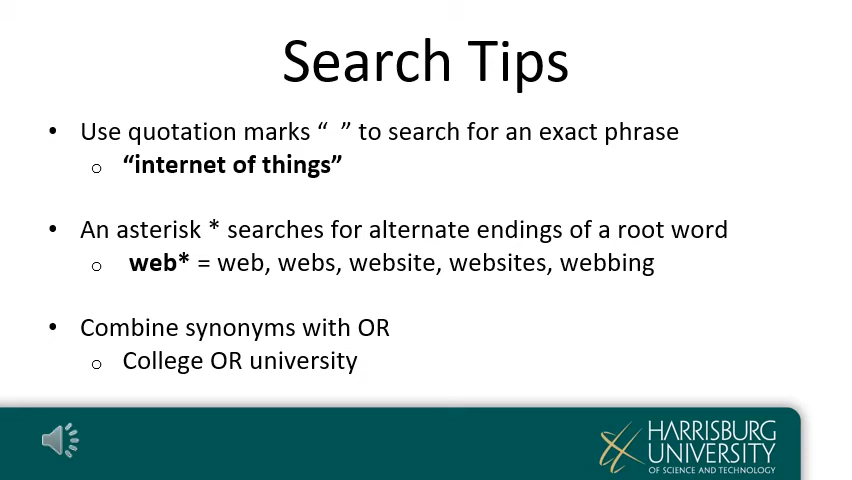 Search Tips
• Use quotation marks “  ” to search for an exact phrase
o “internet of things”
• An asterisk * searches for alternate endings of a root word
o web* = web, webs, website, websites, webbing
• Combine synonyms with OR
o College OR university
HARRISBURG
UNIVERSITY
OF SCIENCE AND TECHNOLOGY